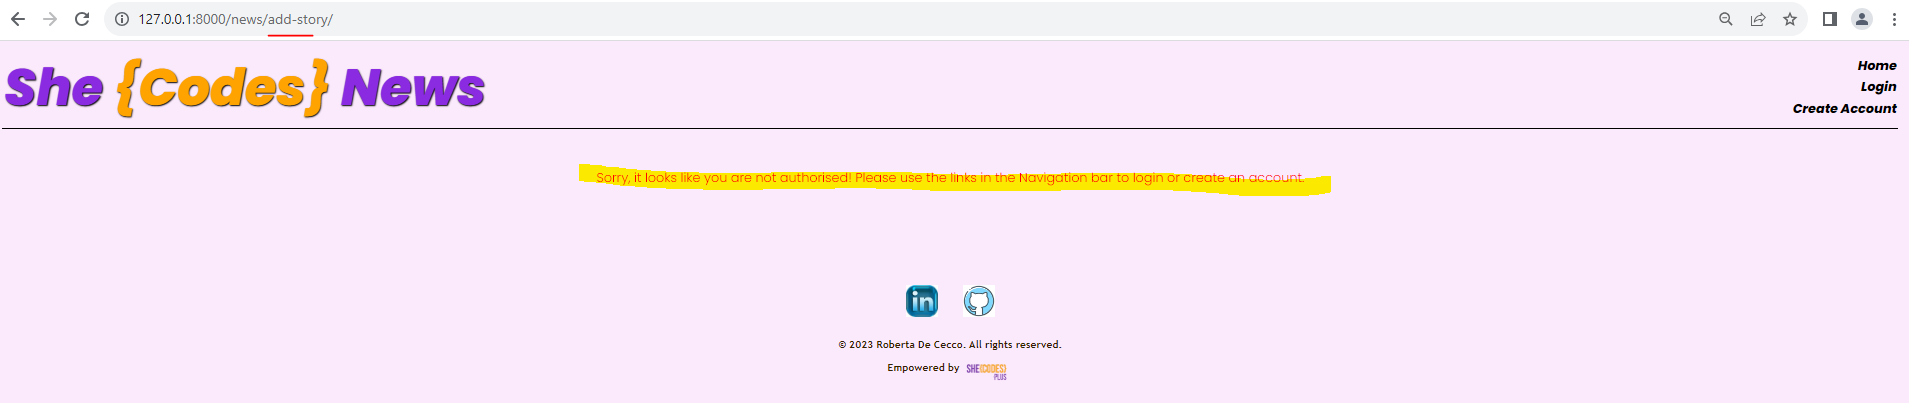 127.0.0.1:8000/news/add-story/
She {Codes} News
Home
Login
Create Account
Sorry, it looks like you are not authorised! Please use the links in the Navigation bar to login or create an account.
in
© 2023 Roberta De Cecco. All rights reserved.
Empowered by SHE{CODES}
PLUS